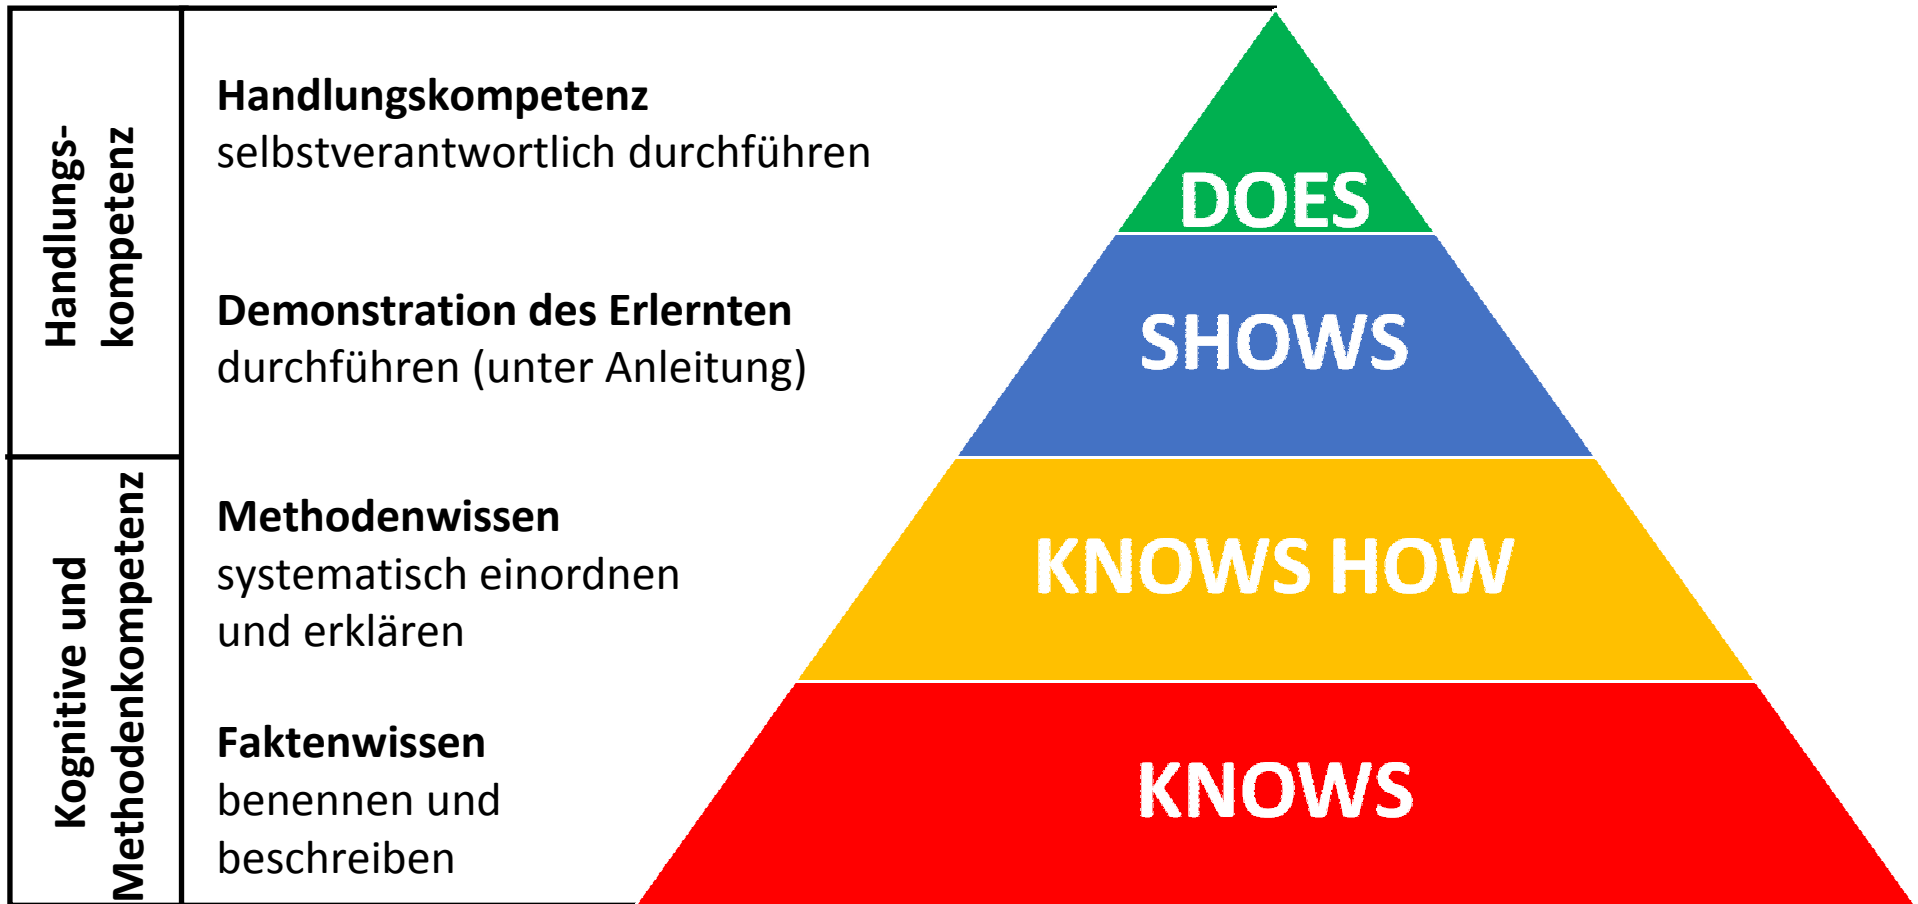 Handlungs-
kompetenz
Handlungskompetenz
selbstverantwortlich durchführen
DOES
Demonstration des Erlernten
durchführen (unter Anleitung)
SHOWS
Kognitive und
Methodenkompetenz
Methodenwissen
systematisch einordnen
und erklären
KNOWS HOW
Faktenwissen
benennen und
beschreiben
KNOWS